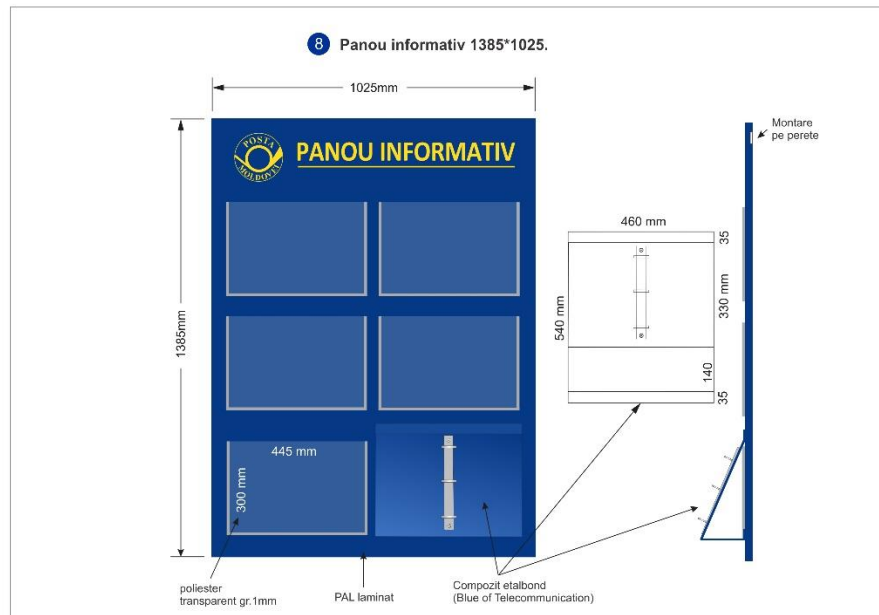 8 Panou informativ 1385*1025.
1025mm
1385mm
POSTA
MOLDOVEI
PANOU INFORMATIV
Montare
pe perete
460 mm
35
330 mm
540 mm
140
35
445 mm
300 mm
poliester
transparent gr.1mm
PAL laminat
Compozit etalbond
(Blue of Telecommunication)